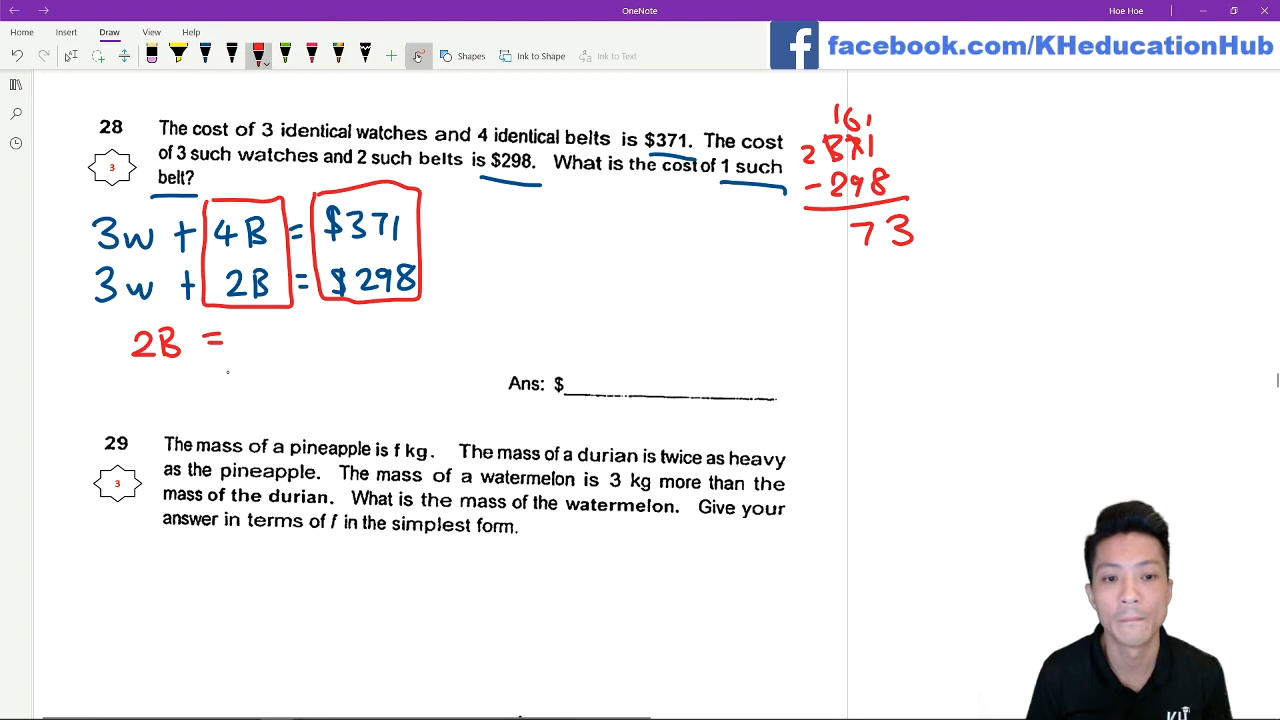 OneNote
Hoe Hoe
Home Insert Draw View Help
Shapes
Ink to Shape
Ink to Text
facebook.com/KHeducationHub
28 The cost of 3 identical watches and 4 identical belts is $371. The cost
of 3 such watches and 2 such belts is $298. What is the cost of 1 such
belt?
3
3w + 4B = $371
3w + 2B = $298
2B =
16 1
2 371
- 298
73
Ans: $
29 The mass of a pineapple is f kg. The mass of a durian is twice as heavy
as the pineapple. The mass of a watermelon is 3 kg more than the
3
mass of the durian. What is the mass of the watermelon. Give your
answer in terms of f in the simplest form.
KH